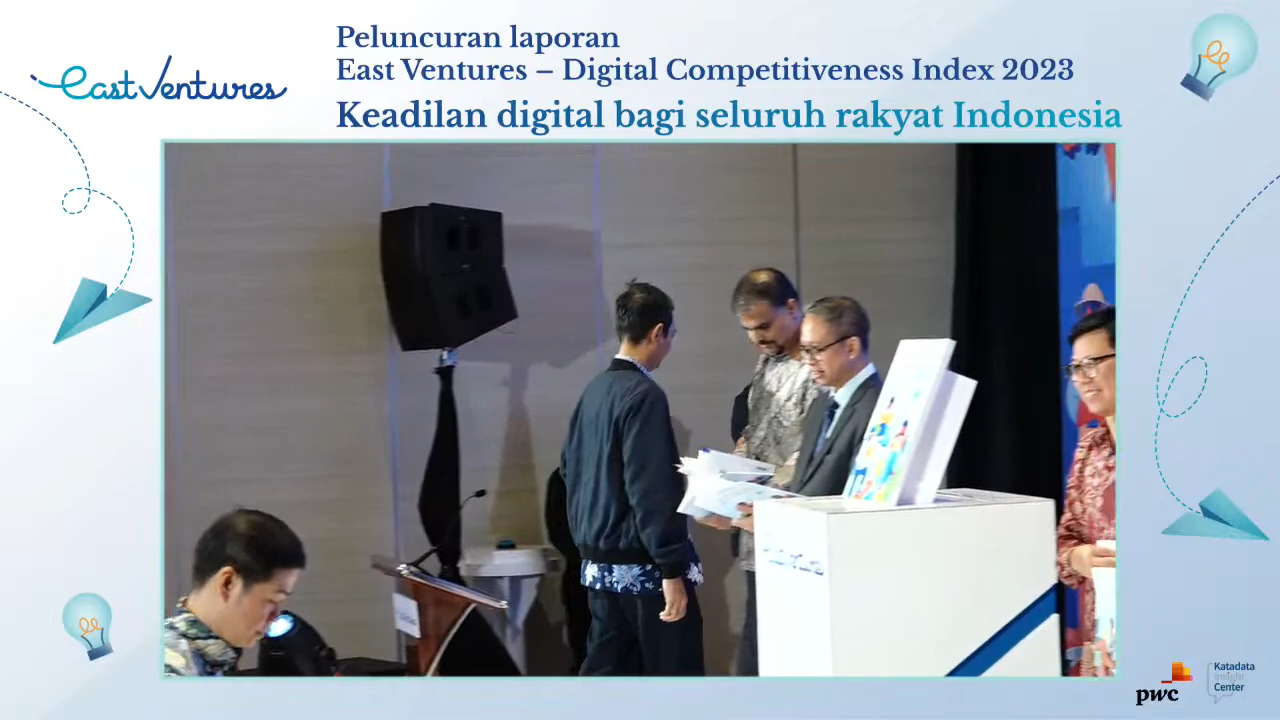 Peluncuran laporan
East Ventures – Digital Competitiveness Index 2023
East Ventures
Keadilan digital bagi seluruh rakyat Indonesia
pwc
Katadata
Insight
Center